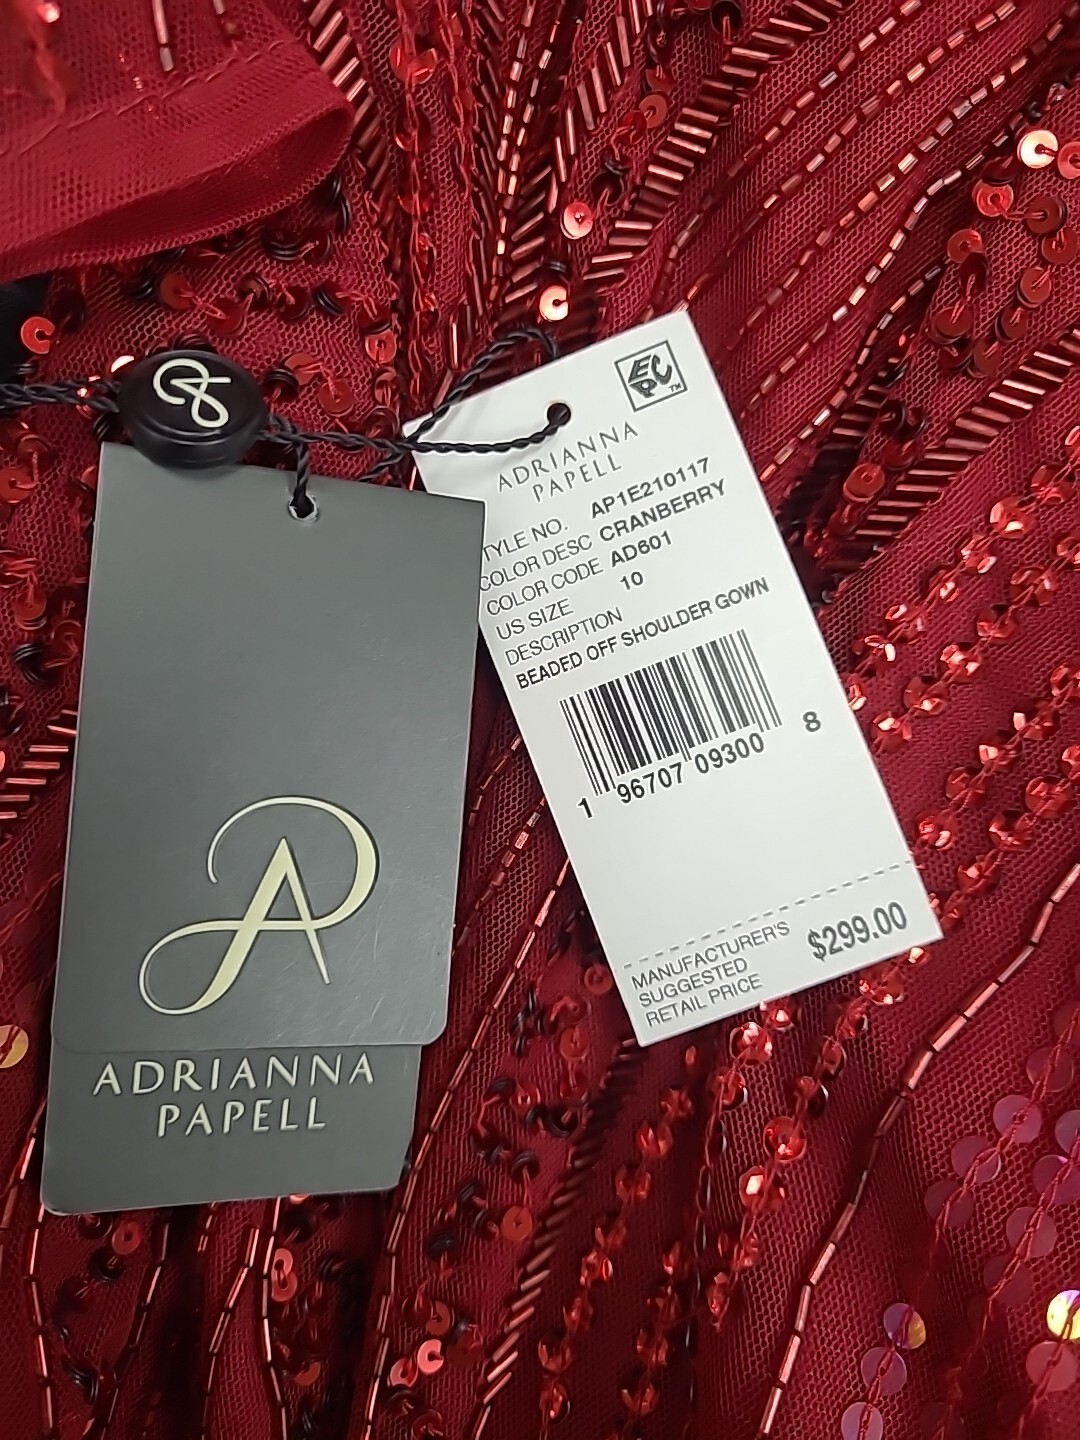 EPC™
ADRIANNA
PAPELL
TYLE NO. AP1E210117
COLOR DESC CRANBERRY
COLOR CODE AD601
US SIZE 10
DESCRIPTION
BEADED OFF SHOULDER GOWN
1 96707 09300 8
MANUFACTURER'S
SUGGESTED
RETAIL PRICE
$299.00
AP
ADRIANNA
PAPELL